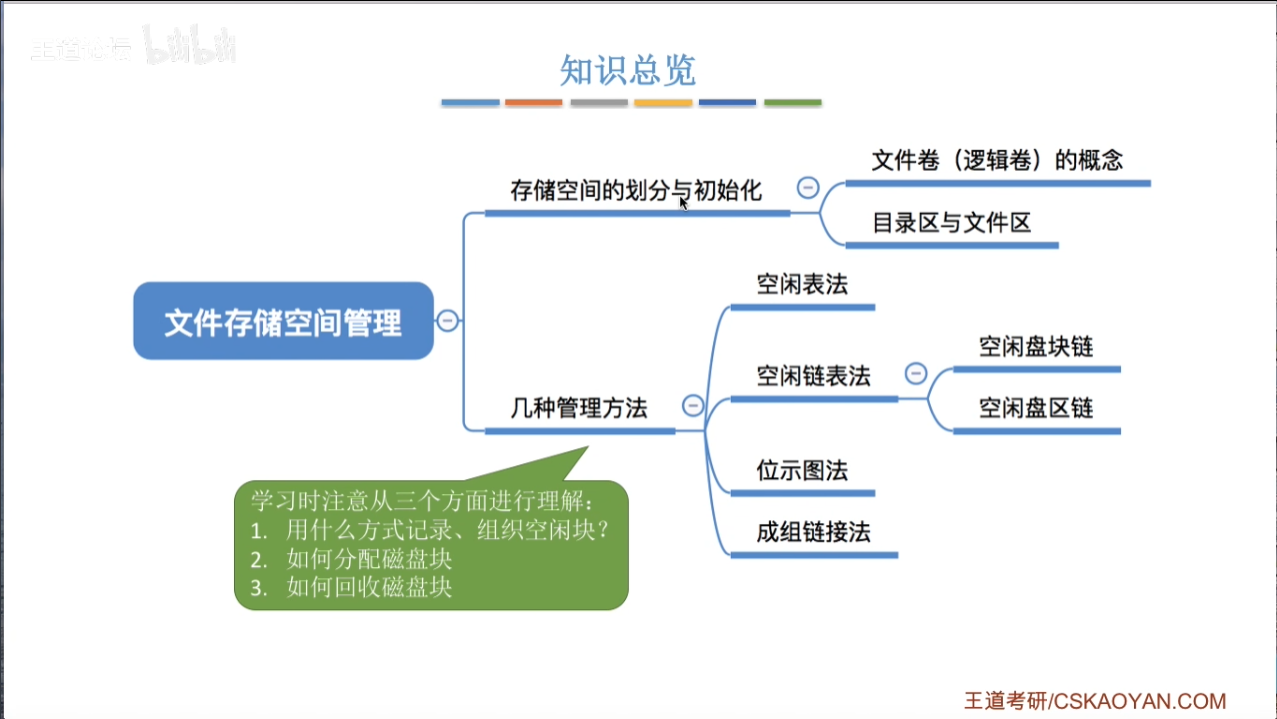 王道考研 bilibili
知识总览
文件卷（逻辑卷）的概念
存储空间的划分与初始化
目录区与文件区
空闲表法
文件存储空间管理
空闲盘块链
空闲链表法
几种管理方法
空闲盘区链
位示图法
学习时注意从三个方面进行理解：
1. 用什么方式记录、组织空闲块？
成组链接法
2. 如何分配磁盘块
3. 如何回收磁盘块
王道考研/CSKAOYAN.COM